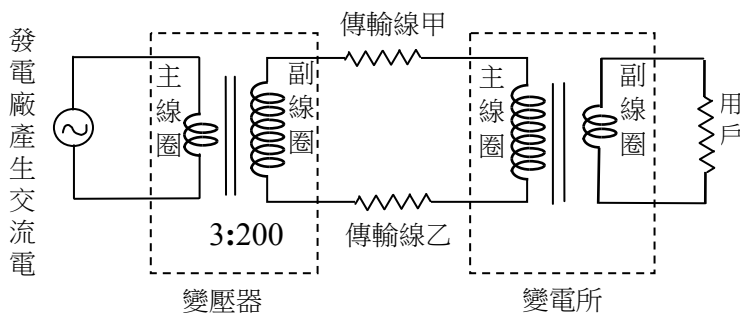 發電廠產生交流電
主線圈
副線圈
3:200
變壓器
傳輸線甲
傳輸線乙
主線圈
副線圈
變電所
用戶